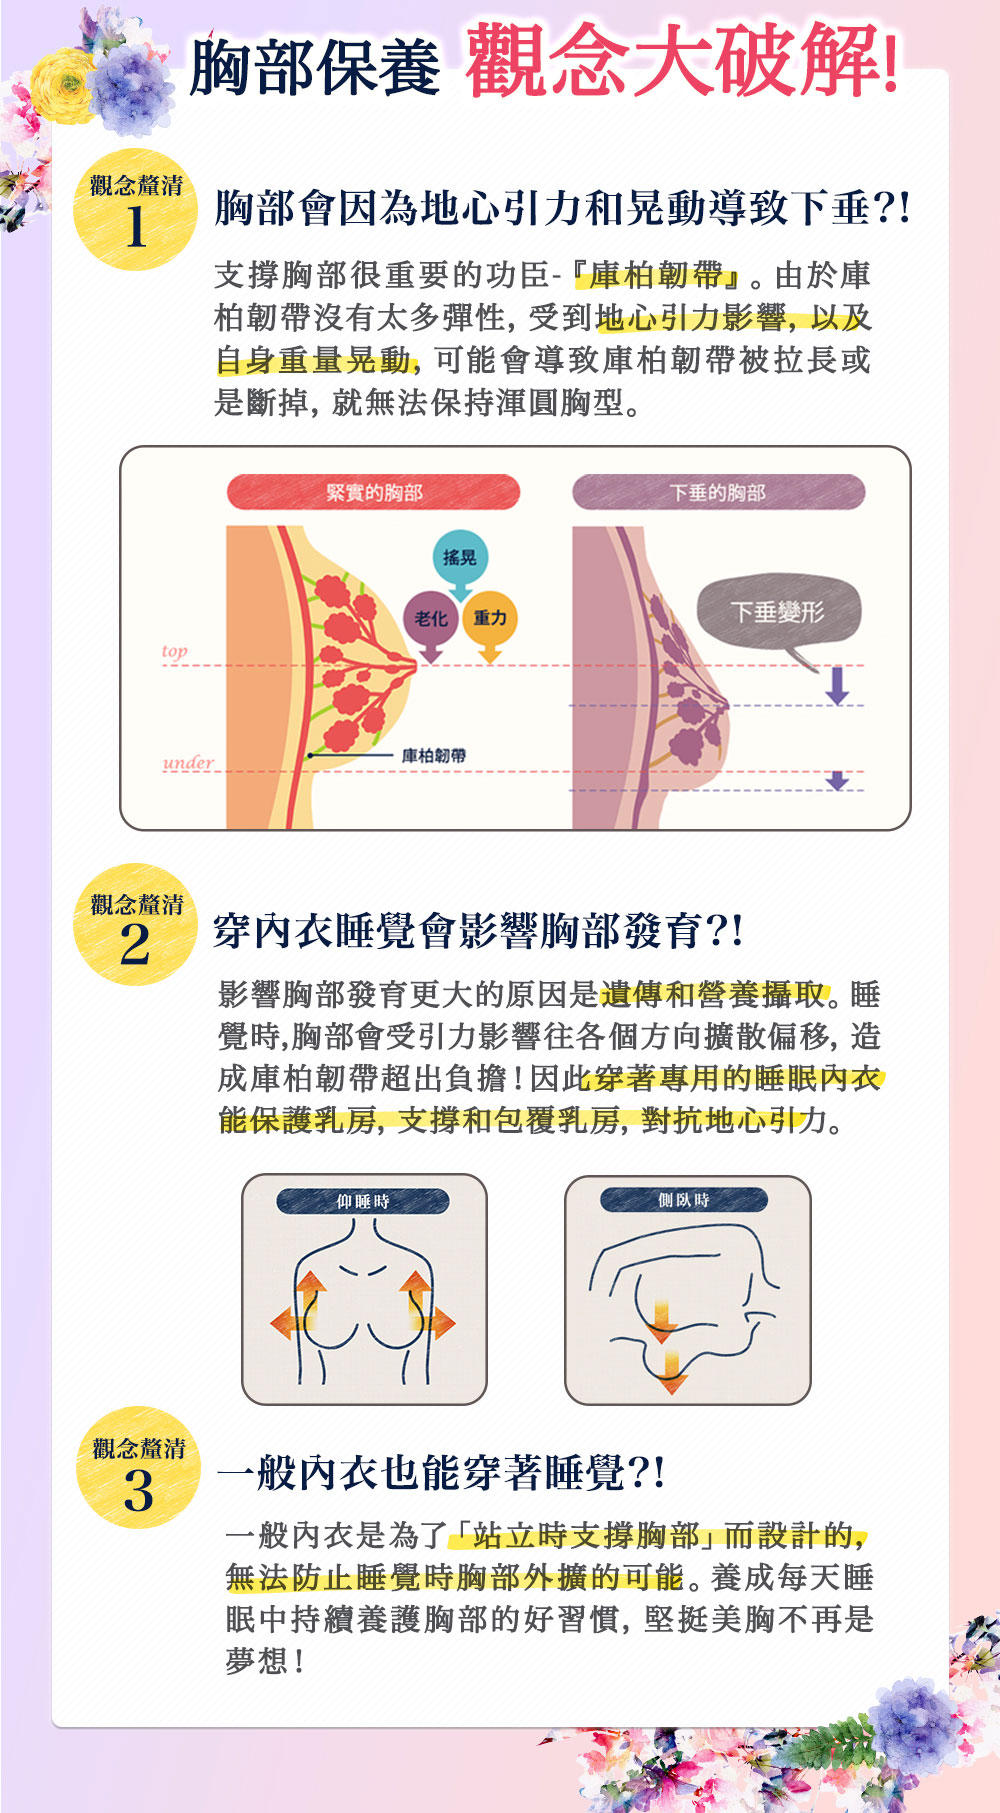 胸部保養 觀念大破解!
觀念釐清
1
胸部會因為地心引力和晃動導致下垂?!
支撐胸部很重要的功臣-『庫柏韌帶』。由於庫
柏韌帶沒有太多彈性, 受到地心引力影響, 以及
自身重量晃動, 可能會導致庫柏韌帶被拉長或
是斷掉, 就無法保持渾圓胸型。
緊實的胸部
下垂的胸部
搖晃
老化
重力
下垂變形
top
庫柏韌帶
under
觀念釐清
2
穿內衣睡覺會影響胸部發育?!
影響胸部發育更大的原因是遺傳和營養攝取。睡
覺時,胸部會受引力影響往各個方向擴散偏移, 造
成庫柏韌帶超出負擔!因此穿著專用的睡眠內衣
能保護乳房, 支撐和包覆乳房, 對抗地心引力。
仰睡時
側臥時
觀念釐清
3
一般內衣也能穿著睡覺?!
一般內衣是為了「站立時支撐胸部」而設計的,
無法防止睡覺時胸部外擴的可能。養成每天睡
眠中持續養護胸部的好習慣, 堅挺美胸不再是
夢想!